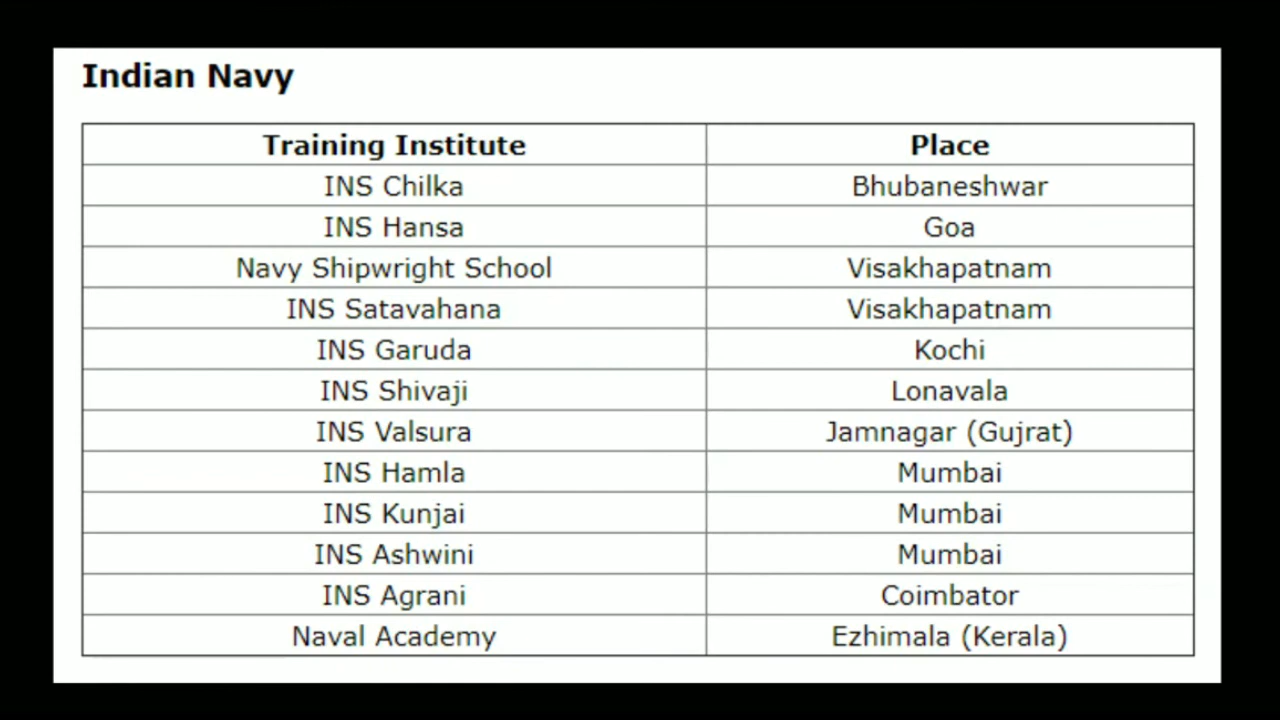 Indian Navy
Training Institute Place
INS Chilka Bhubaneshwar
INS Hansa Goa
Navy Shipwright School Visakhapatnam
INS Satavahana Visakhapatnam
INS Garuda Kochi
INS Shivaji Lonavala
INS Valsura Jamnagar (Gujrat)
INS Hamla Mumbai
INS Kunjai Mumbai
INS Ashwini Mumbai
INS Agrani Coimbator
Naval Academy Ezhimala (Kerala)